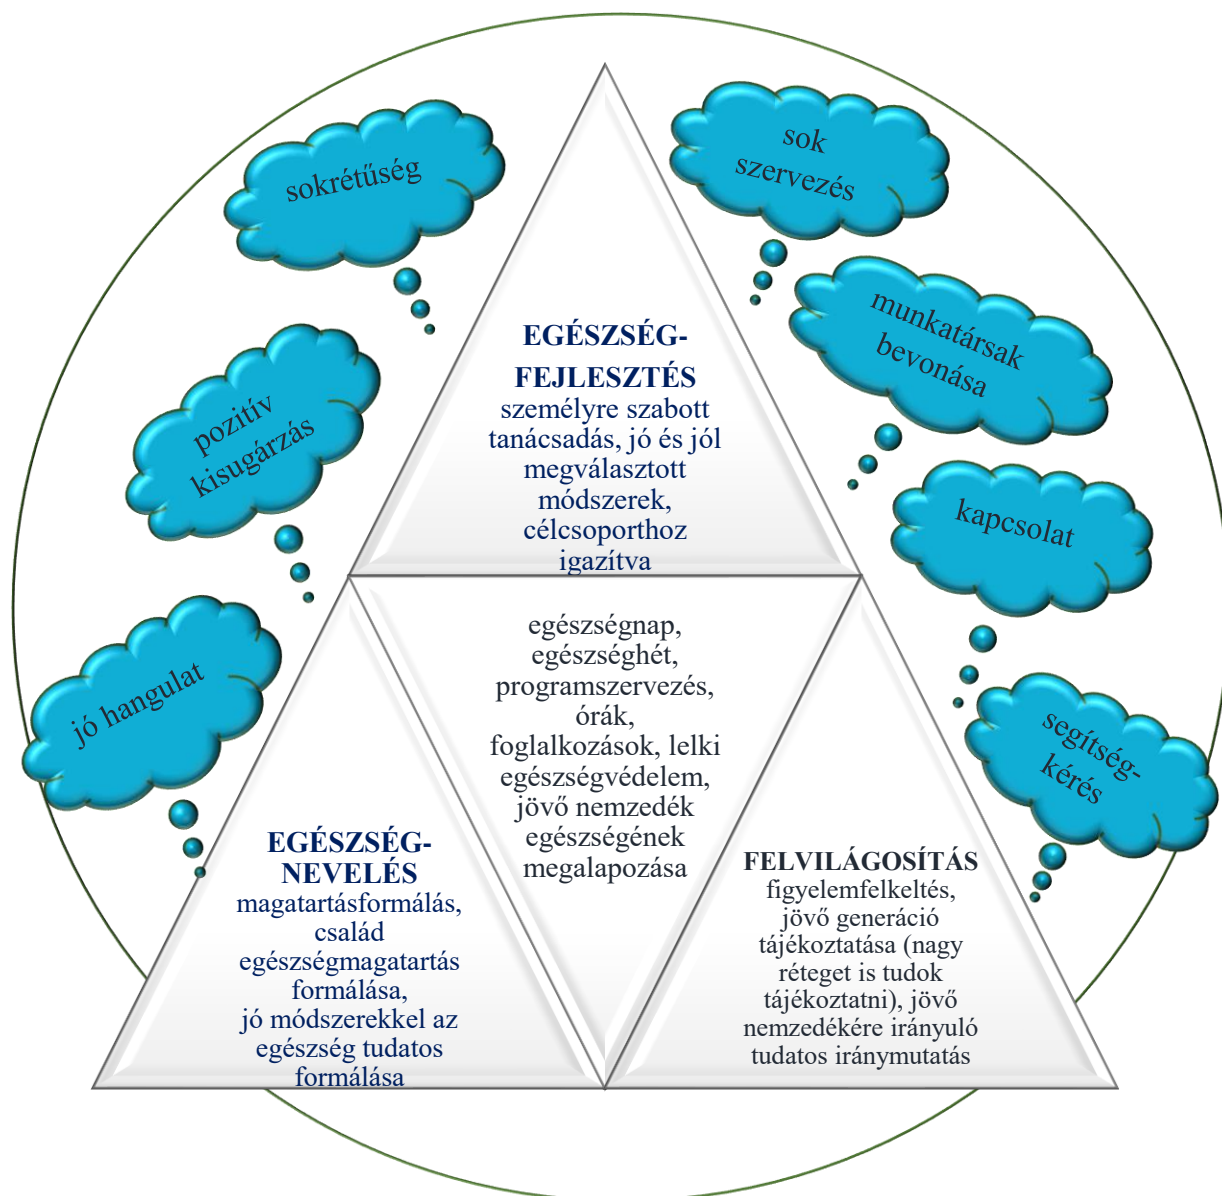 sokrétűség
sok
szervezés
munkatársak
bevonása
pozitív
kisugárzás
kapcsolat
jó hangulat
segítség-
kérés
EGÉSZSÉG-
FEJLESZTÉS
személyre szabott
tanácsadás, jó és jól
megválasztott
módszerek,
célcsoporthoz
igazítva
egészségnap,
egészséghét,
programszervezés,
órák,
foglalkozások, lelki
egészségvédelem,
jövő nemzedék
egészségének
megalapozása
EGÉSZSÉG-
NEVELÉS
magatartásformálás,
család
egészségmagatartás
formálása,
jó módszerekkel az
egészség tudatos
formálása
FELVILÁGOSÍTÁS
figyelemfelkeltés,
jövő generáció
tájékoztatása (nagy
réteget is tudok
tájékoztatni), jövő
nemzedékére irányuló
tudatos iránymutatás